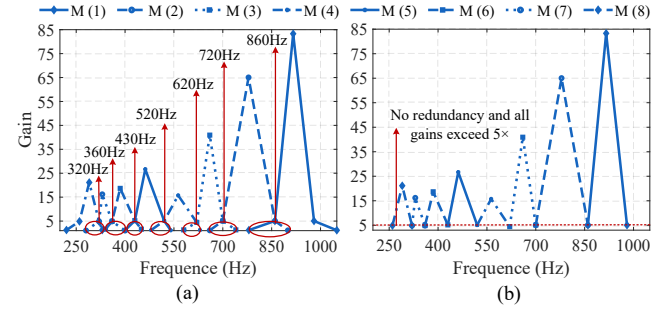 M (1) M (2) M (3) M (4)
M (5) M (6) M (7) M (8)
85
75
65
55
45
35
25
15
5
Gain
320Hz
360Hz
430Hz
520Hz
620Hz
720Hz
860Hz
250 400 550 700 850 1000
Frequence (Hz)
(a)
85
75
65
55
45
35
25
15
5
No redundancy and all
gains exceed 5×
250 400 550 700 850 1000
Frequence (Hz)
(b)